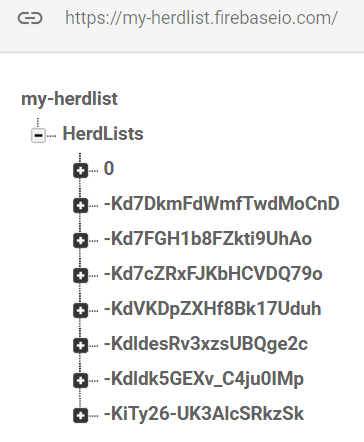 https://my-herdlist.firebaseio.com/
my-herdlist
HerdLists
0
-Kd7DkmFdWmfTwdMoCnD
-Kd7FGH1b8FZkti9UhAo
-Kd7cZRxFJKbHCVDQ79o
-KdVKDpZXHf8Bk17Uduh
-KdldesRv3xzsUBQge2c
-Kdldk5GEXv_C4ju0IMp
-KiTy26-UK3AlcSRkzSk